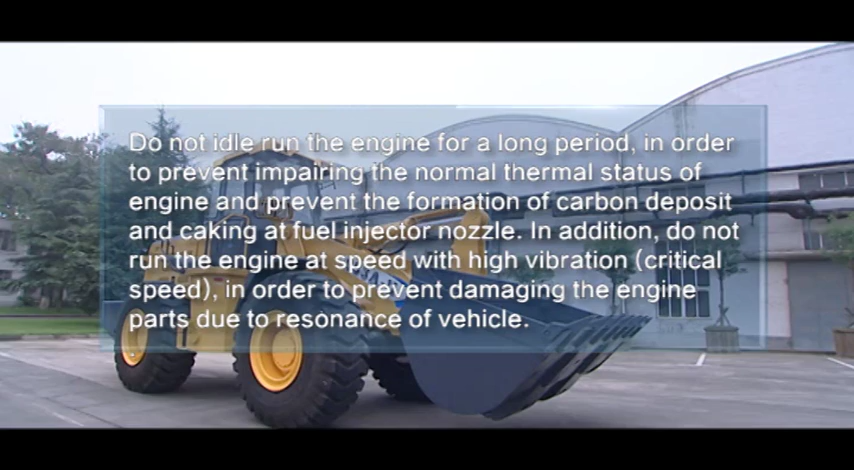 Do not idle run the engine for a long period, in order
to prevent impairing the normal thermal status of
engine and prevent the formation of carbon deposit
and caking at fuel injector nozzle. In addition, do not
run the engine at speed with high vibration (critical
speed), in order to prevent damaging the engine
parts due to resonance of vehicle.